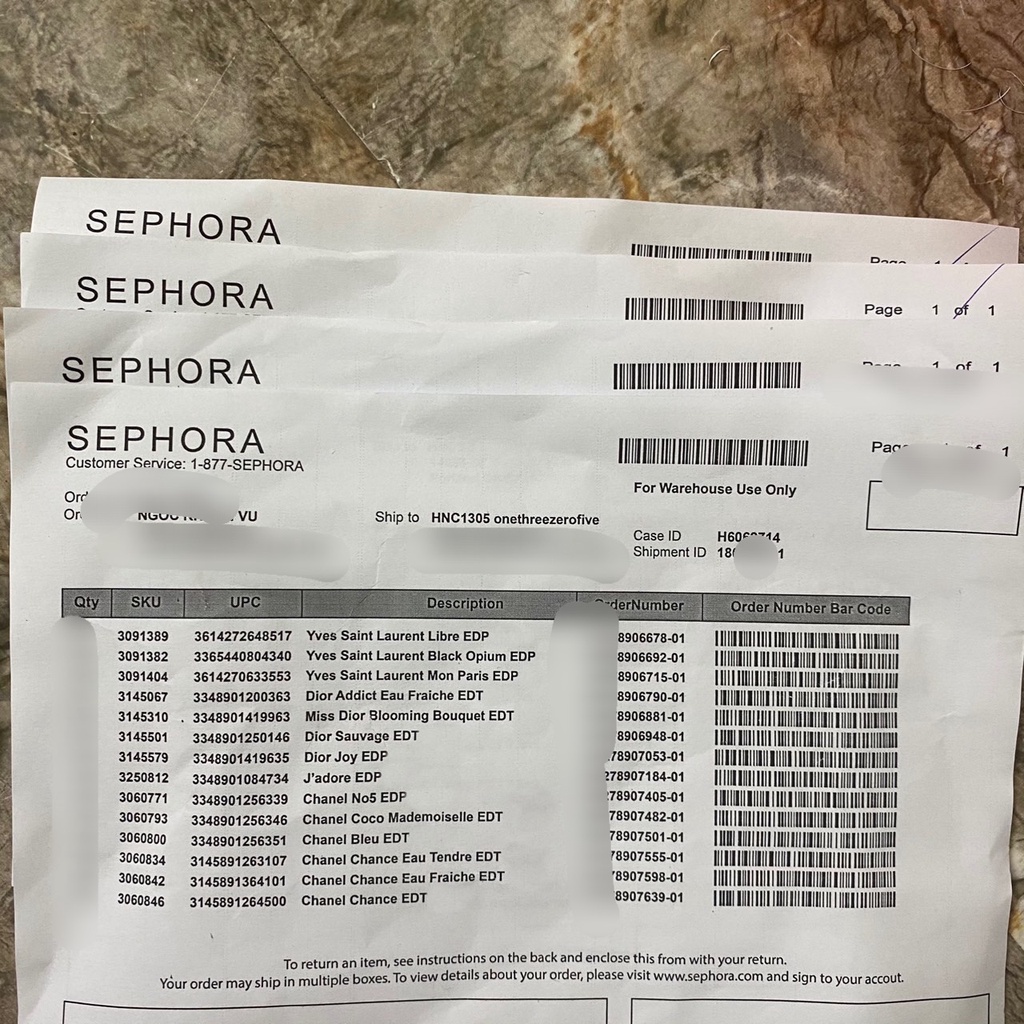 SEPHORA
SEPHORA
Page 1 of 1
SEPHORA
1 of 1
SEPHORA
1
Customer Service: 1-877-SEPHORA
For Warehouse Use Only
VU
Ship to HNC1305 onethreezerofive
Case ID
Shipment ID
Qty SKU UPC Description Order Number Bar Code
3091389 3614272648517 Yves Saint Laurent Libre EDP 8906678-01
3091382 3365440804340 Yves Saint Laurent Black Opium EDP 8906692-01
3091404 3614270633553 Yves Saint Laurent Mon Paris EDP 8906715-01
3145067 3348901200363 Dior Addict Eau Fraiche EDT 8906790-01
3145310 3348901419963 Miss Dior Blooming Bouquet EDT 8906881-01
3145501 3348901250146 Dior Sauvage EDT 8906948-01
3145579 3348901419635 Dior Joy EDP 78907053-01
3250812 3348901084734 J'adore EDP 278907184-01
3060771 3348901256339 Chanel No5 EDP 78907405-01
3060793 3348901256346 Chanel Coco Mademoiselle EDT 78907482-01
3060800 3348901256351 Chanel Bleu EDT 78907501-01
3060834 3145891263107 Chanel Chance Eau Tendre EDT 78907555-01
3060842 3145891364101 Chanel Chance Eau Fraiche EDT 78907598-01
3060846 3145891264500 Chanel Chance EDT 8907639-01
To return an item, see instructions on the back and enclose this from with your return.
Your order may ship in multiple boxes. To view details about your order, please visit www.sephora.com and sign to your accout.